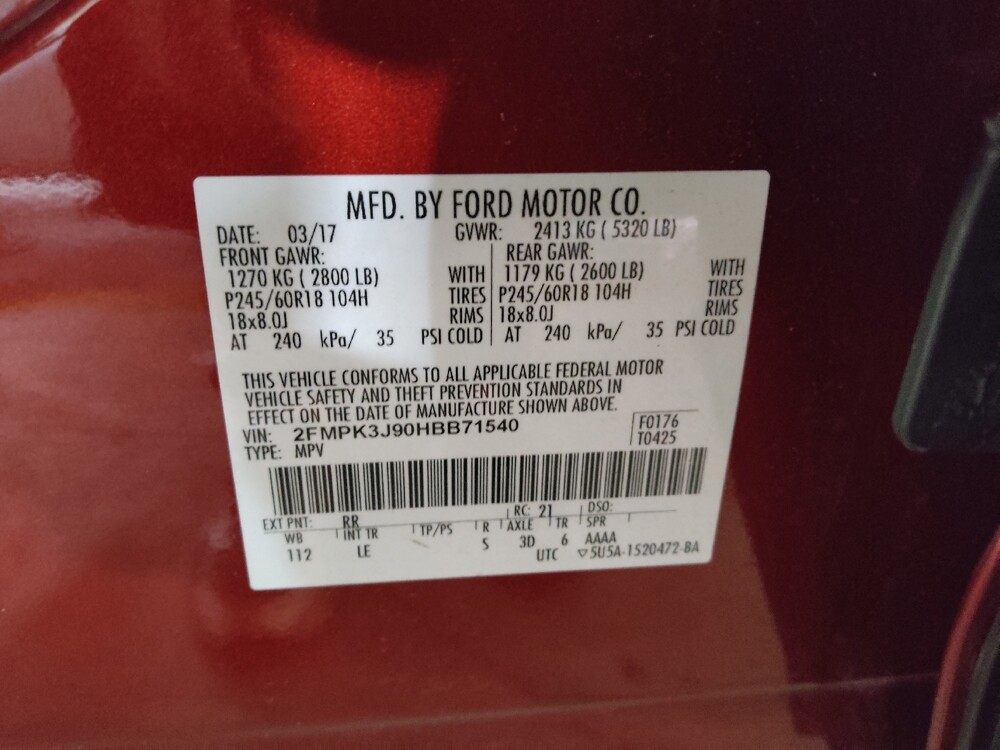 MFD. BY FORD MOTOR CO.
DATE: 03/17 GVWR: 2413 KG ( 5320 LB)
FRONT GAWR: REAR GAWR:
1270 KG ( 2800 LB) WITH 1179 KG ( 2600 LB) WITH
P245/60R18 104H TIRES P245/60R18 104H TIRES
18x8.0J RIMS 18x8.0J RIMS
AT 240 kPa/ 35 PSI COLD AT 240 kPa/ 35 PSI COLD
THIS VEHICLE CONFORMS TO ALL APPLICABLE FEDERAL MOTOR
VEHICLE SAFETY AND THEFT PREVENTION STANDARDS IN
EFFECT ON THE DATE OF MANUFACTURE SHOWN ABOVE.
VIN: 2FMPK3J90HBB71540 F0176
TYPE: MPV T0425
EXT PNT: RR RC: 21 DSO:
WB INT TR TP/PS R AXLE TR SPR
112 LE S 3D 6 AAAA
UTC ▽5U5A-1520472-BA